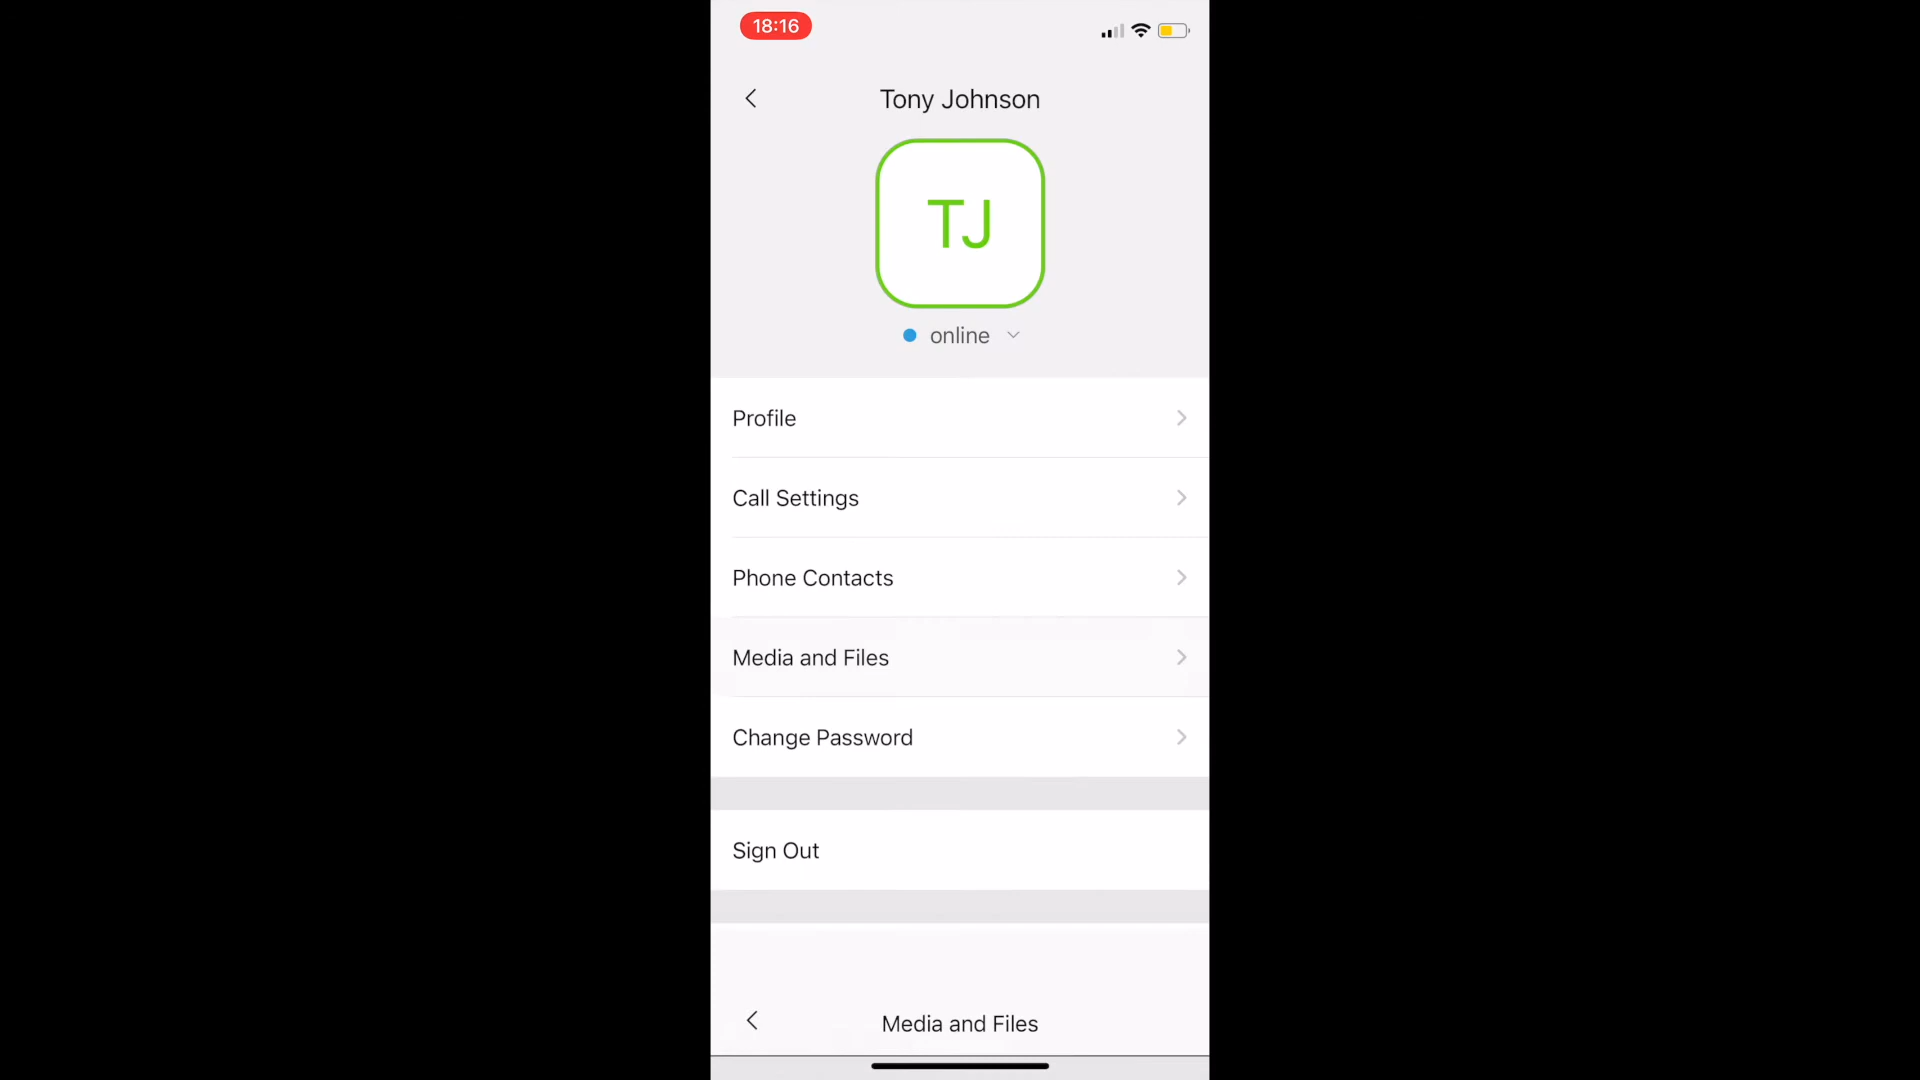 18:16
Tony Johnson
TJ
online
Profile
Call Settings
Phone Contacts
Media and Files
Change Password
Sign Out
Media and Files